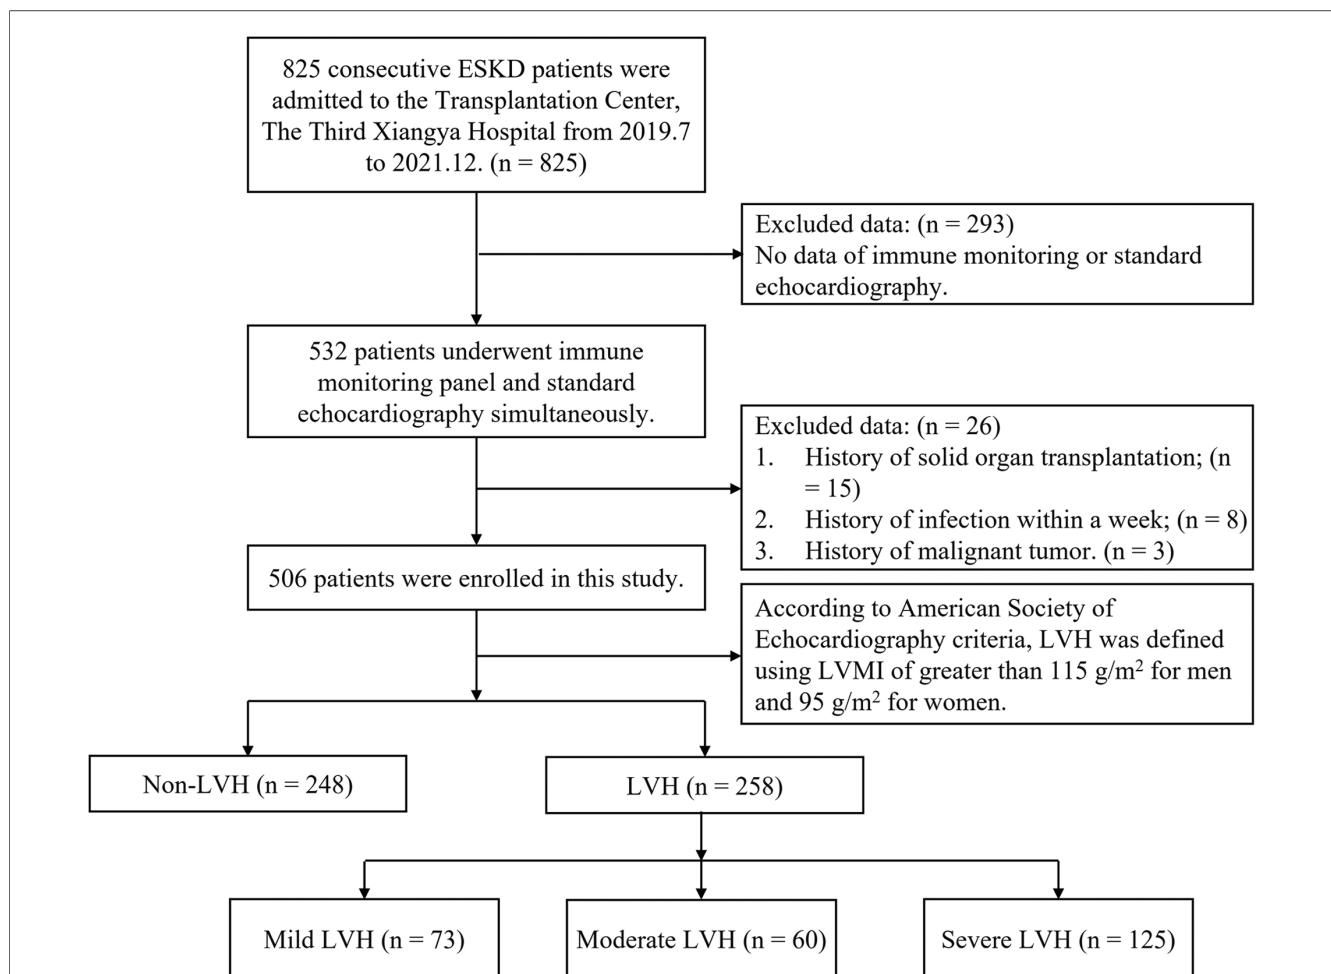 825 consecutive ESKD patients were
admitted to the Transplantation Center,
The Third Xiangya Hospital from 2019.7
to 2021.12. (n = 825)
Excluded data: (n = 293)
No data of immune monitoring or standard
echocardiography.
532 patients underwent immune
monitoring panel and standard
echocardiography simultaneously.
Excluded data: (n = 26)
1. History of solid organ transplantation; (n
= 15)
2. History of infection within a week; (n = 8)
3. History of malignant tumor. (n = 3)
506 patients were enrolled in this study.
According to American Society of
Echocardiography criteria, LVH was defined
using LVMI of greater than 115 g/m² for men
and 95 g/m² for women.
Non-LVH (n = 248)
LVH (n = 258)
Mild LVH (n = 73)
Moderate LVH (n = 60)
Severe LVH (n = 125)